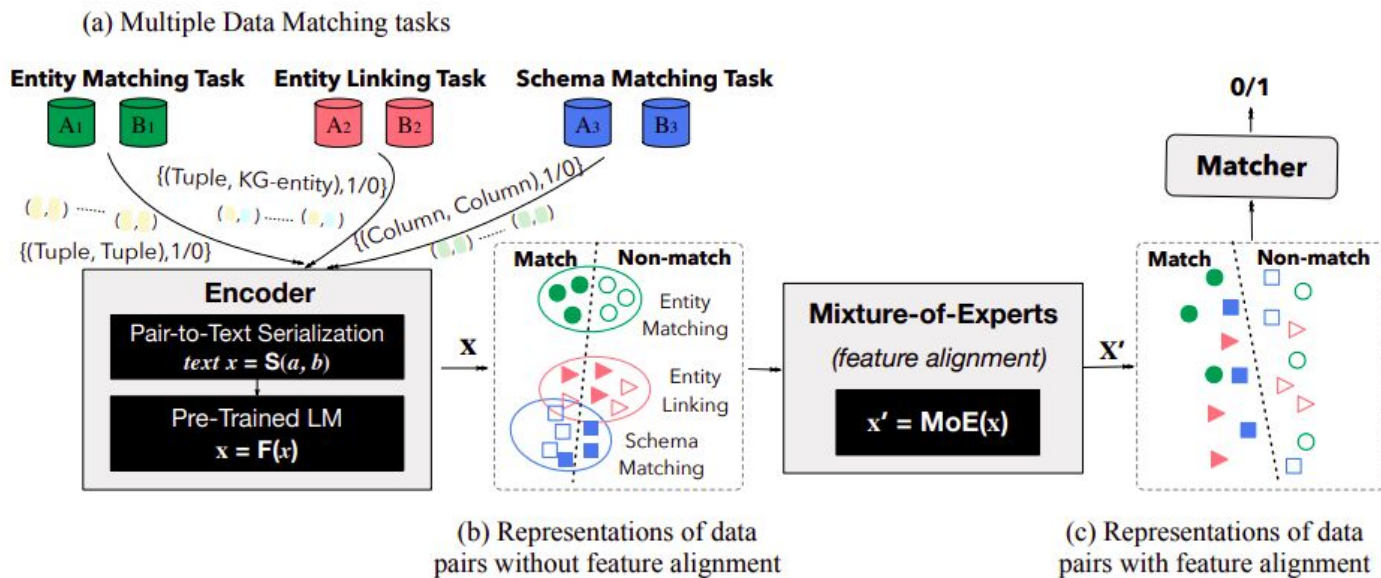 (a) Multiple Data Matching tasks
Entity Matching Task
Entity Linking Task
Schema Matching Task
A1
B1
A2
B2
A3
B3
{(Tuple, KG-entity),1/0}
{(Column, Column),1/0}
( , ) ...... ( , )
( , ) ...... ( , )
( , ) ...... ( , )
{(Tuple, Tuple),1/0}
Encoder
Pair-to-Text Serialization
text x = S(a, b)
Pre-Trained LM
x = F(x)
x
Match
Non-match
Entity
Matching
Entity
Linking
Schema
Matching
(b) Representations of data
pairs without feature alignment
Mixture-of-Experts
(feature alignment)
x′ = MoE(x)
X′
0/1
Matcher
Match
Non-match
(c) Representations of data
pairs with feature alignment